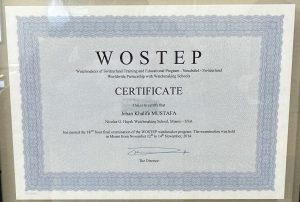 WOSTEP
Watchmakers of Switzerland Training and Educational Program - Neuchâtel - Switzerland
Worldwide Partnership with Watchmaking Schools
CERTIFICATE
This is to certify that
Jehan Khalifa MUSTAFA
Nicolas G. Hayek Watchmaking School, Miami - USA
has passed the final examination of the WOSTEP watchmaker program. The examination was held
in Miami from November 12th to 14th November, 2014
The Director